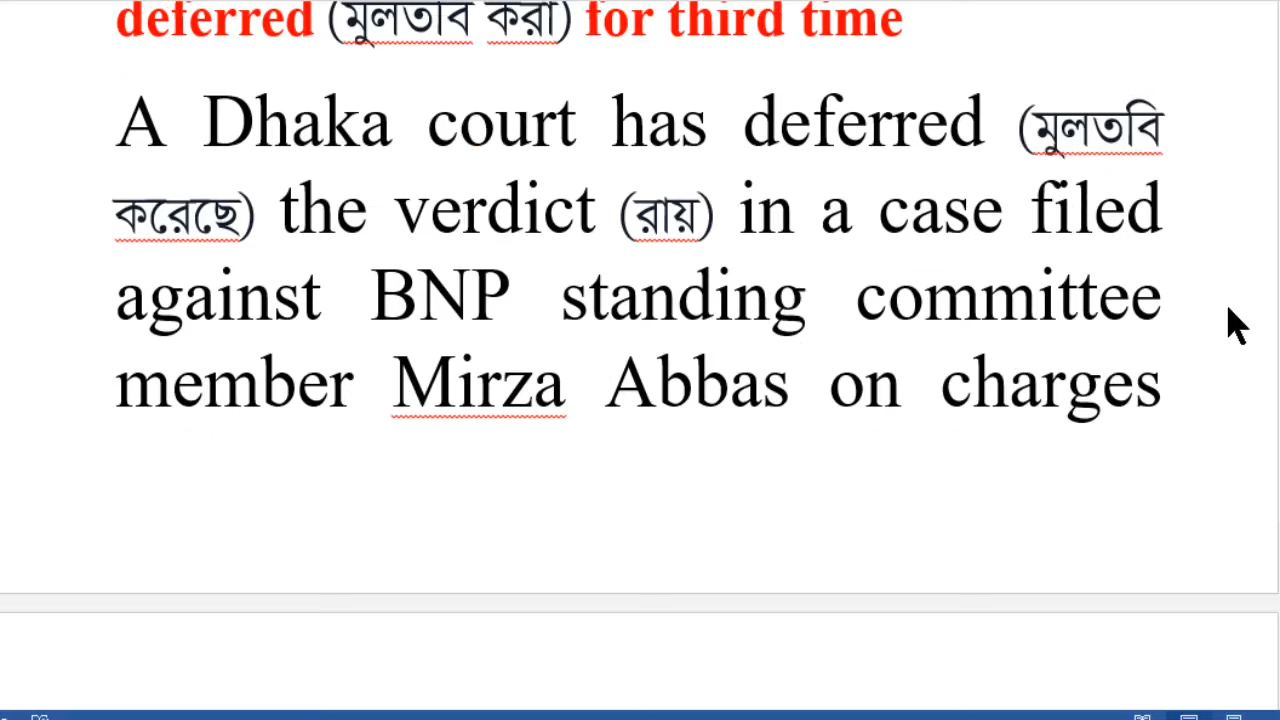 deferred (মুলতবি করা) for third time
A Dhaka court has deferred (মুলতবি
করেছে) the verdict (রায়) in a case filed
against BNP standing committee
member Mirza Abbas on charges